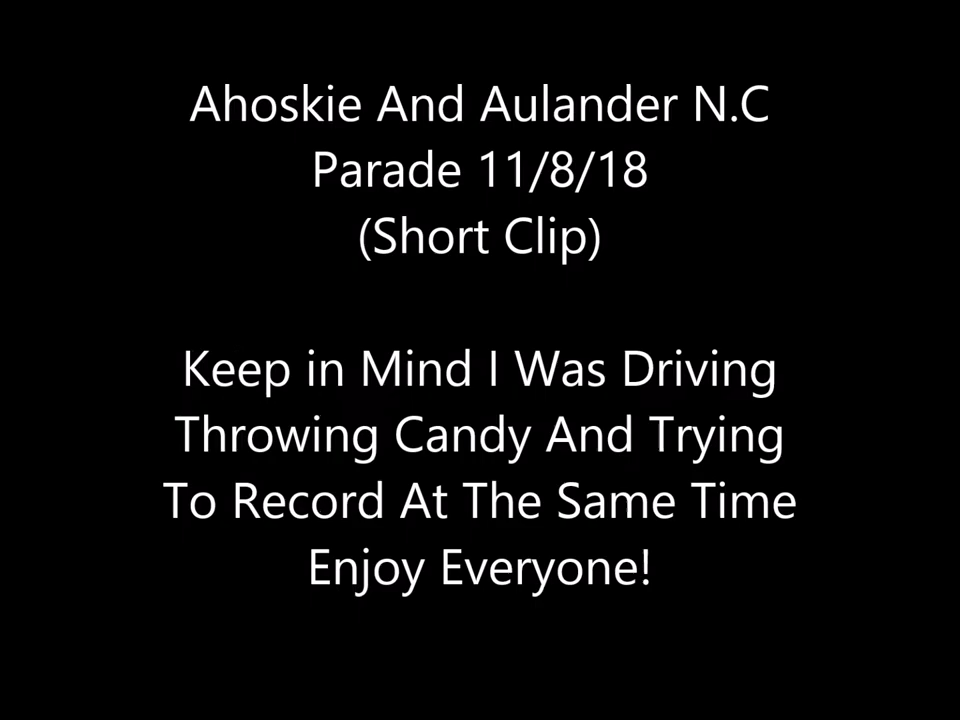 Ahoskie And Aulander N.C
Parade 11/8/18
(Short Clip)
Keep in Mind I Was Driving
Throwing Candy And Trying
To Record At The Same Time
Enjoy Everyone!